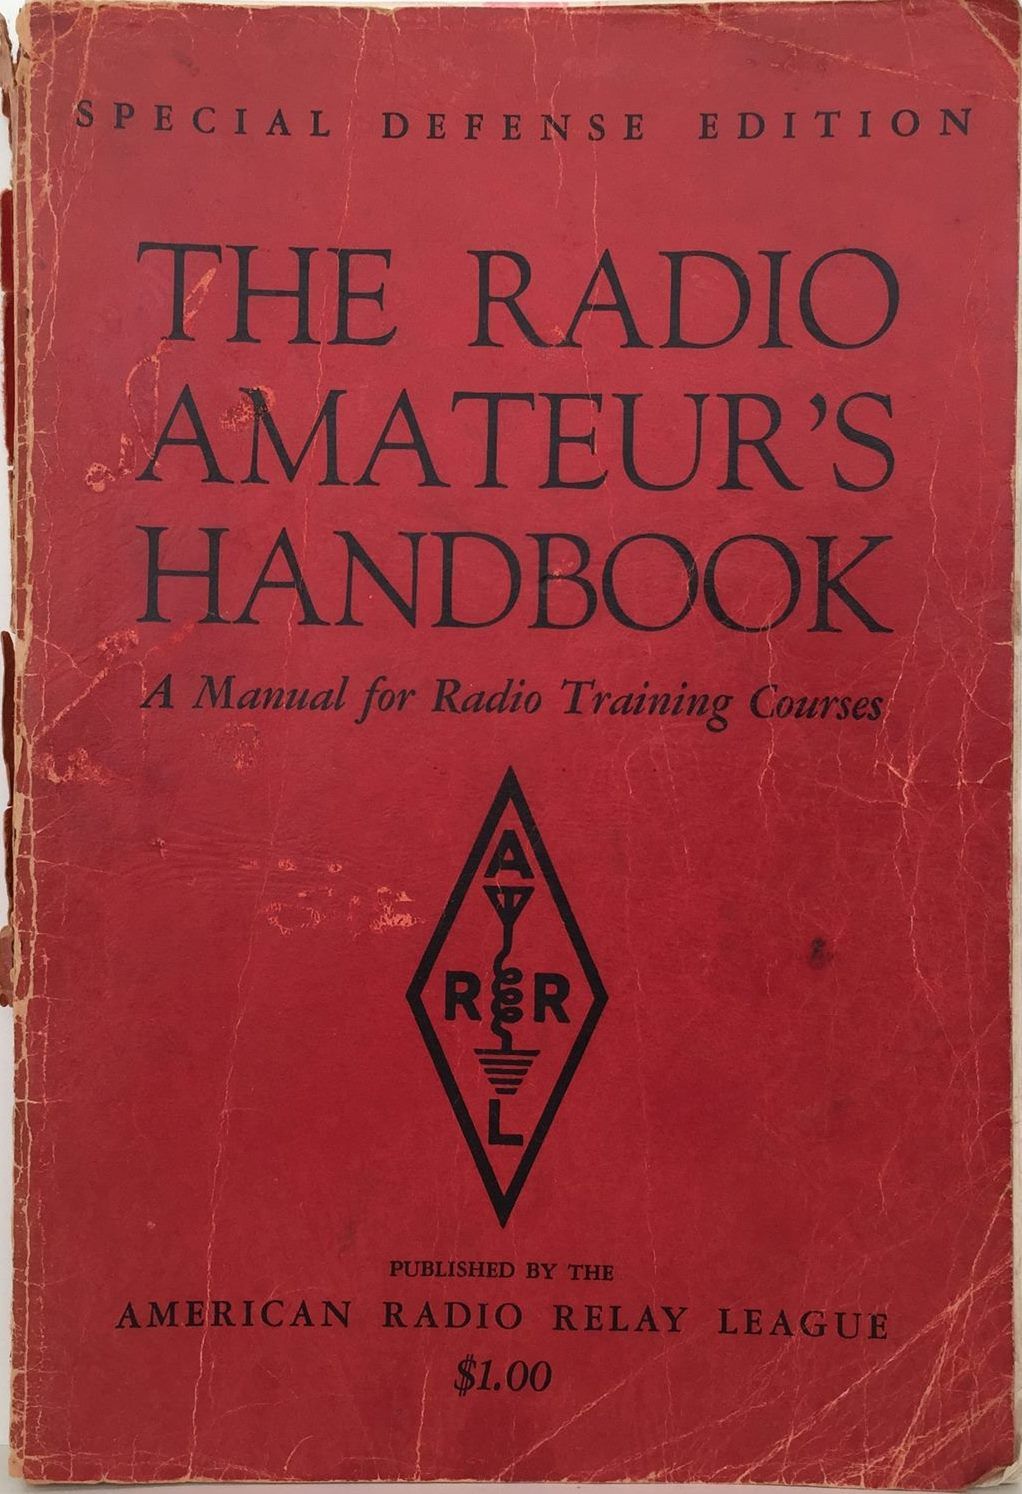 SPECIAL DEFENSE EDITION
THE RADIO
AMATEUR'S
HANDBOOK
A Manual for Radio Training Courses
A
R R
L
PUBLISHED BY THE
AMERICAN RADIO RELAY LEAGUE
$1.00